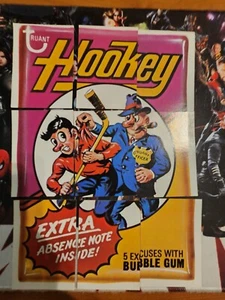 TRUANT
Hookey
EXTRA
ABSENCE NOTE
INSIDE!
5 EXCUSES WITH
BUBBLE GUM